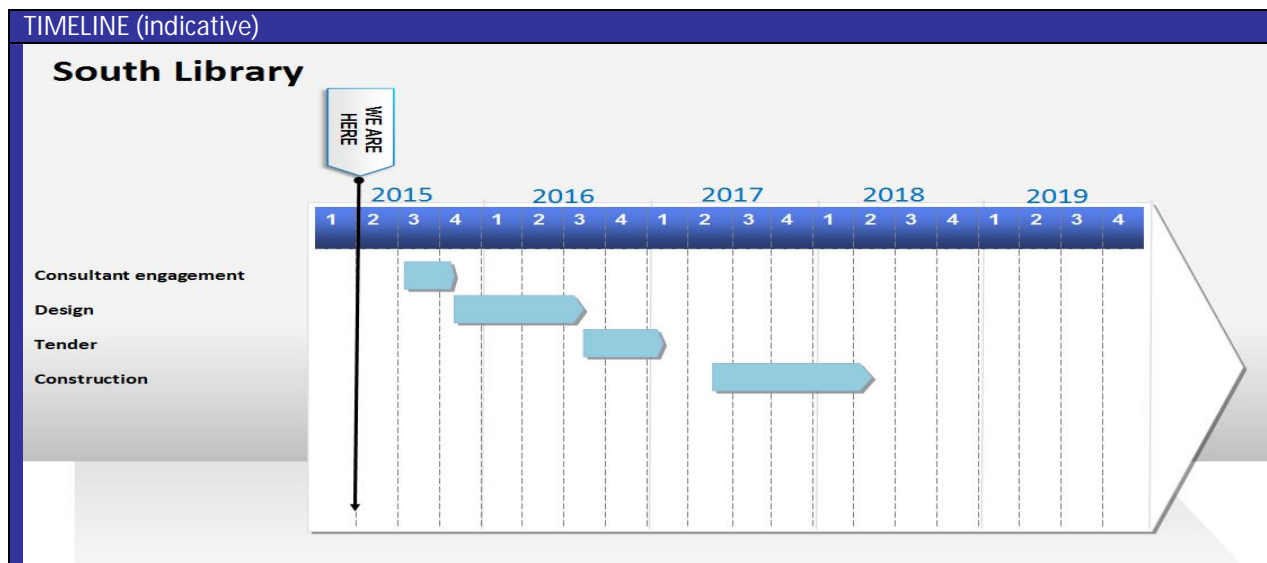 TIMELINE (indicative)
South Library
WE ARE
HERE
2015 2016 2017 2018 2019
1 2 3 4 1 2 3 4 1 2 3 4 1 2 3 4 1 2 3 4
Consultant engagement
Design
Tender
Construction